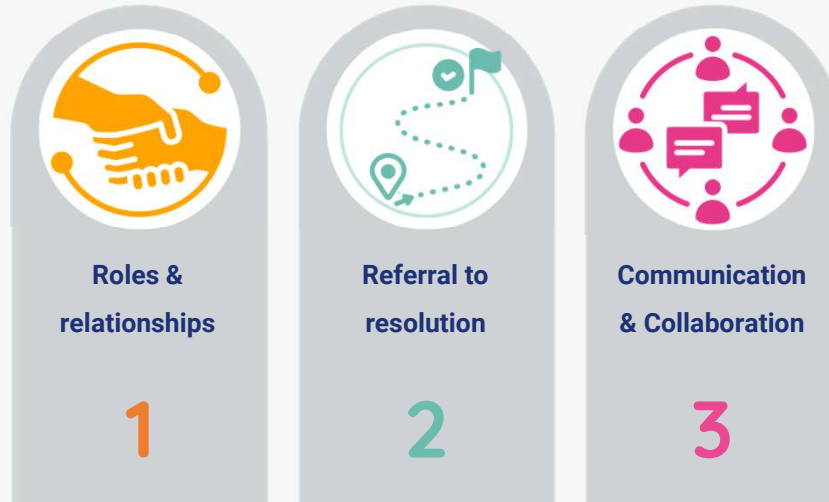 Roles &
relationships
1
Referral to
resolution
2
Communication
& Collaboration
3